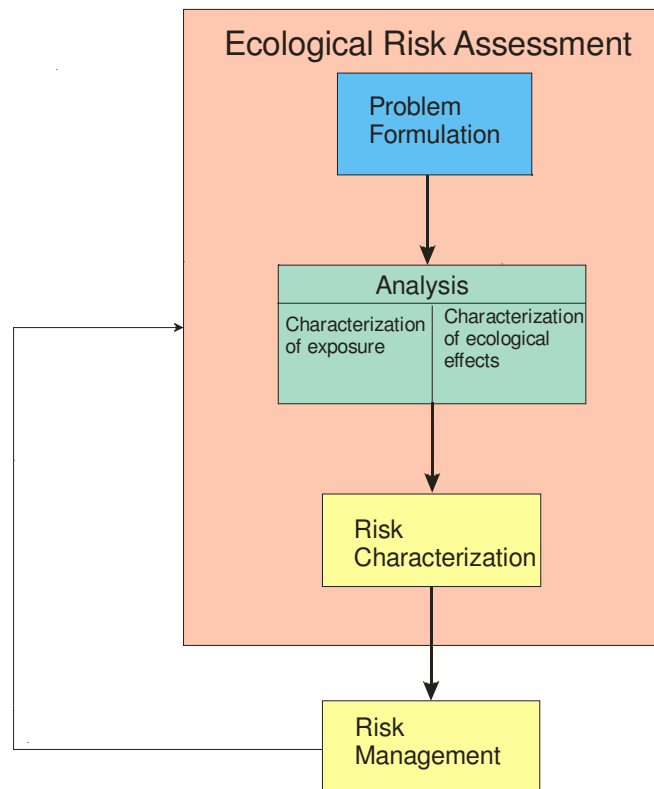 Ecological Risk Assessment
Problem
Formulation
Analysis
Characterization
of exposure
Characterization
of ecological
effects
Risk
Characterization
Risk
Management